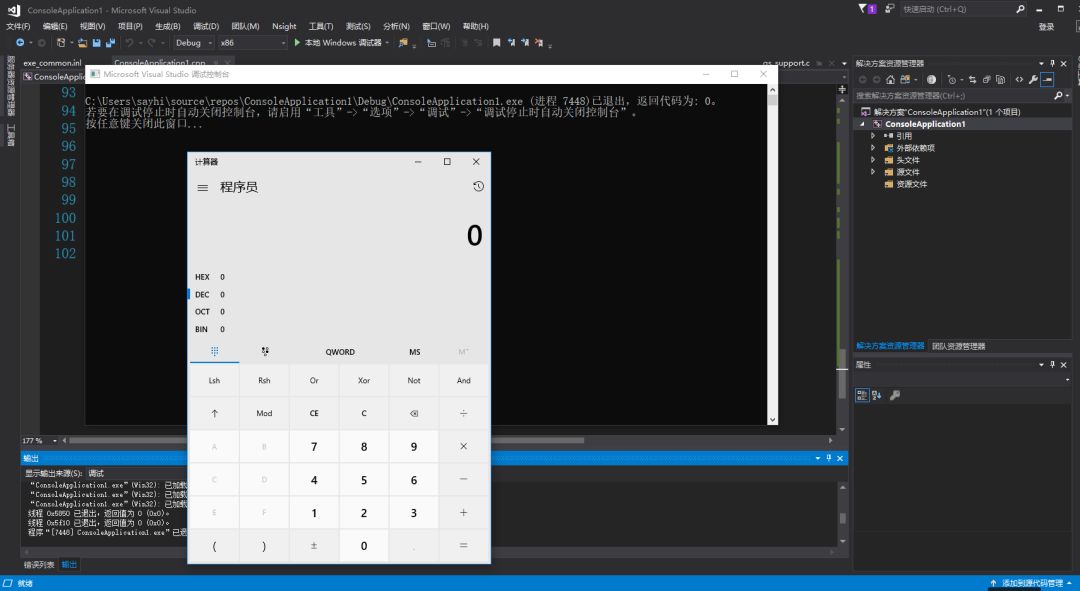 ConsoleApplication1 - Microsoft Visual Studio
1
快速启动 (Ctrl+Q)
文件(F) 编辑(E) 视图(V) 项目(P) 生成(B) 调试(D) 团队(M) Nsight 工具(T) 测试(S) 分析(N) 窗口(W) 帮助(H)
登录
Debug x86 本地 Windows 调试器
exe_common.inl ConsoleApplication1.cpp
gs_support.c
ConsoleApplic
Microsoft Visual Studio 调试控制台
C:\Users\sayhi\source\repos\ConsoleApplication1\Debug\ConsoleApplication1.exe (进程 7448)已退出，返回代码为: 0。
若要在调试停止时自动关闭控制台，请启用“工具”->“选项”->“调试”->“调试停止时自动关闭控制台”。
按任意键关闭此窗口...
93
94
95
96
97
98
99
100
101
102
177 %
计算器
程序员
0
HEX 0
DEC 0
OCT 0
BIN 0
QWORD MS M˅
Lsh Rsh Or Xor Not And
↑ Mod CE C ⌫ ÷
A B 7 8 9 ×
C D 4 5 6 −
E F 1 2 3 +
( ) ± 0 . =
解决方案资源管理器
搜索解决方案资源管理器(Ctrl+;)
解决方案"ConsoleApplication1"(1 个项目)
ConsoleApplication1
引用
外部依赖项
头文件
源文件
资源文件
解决方案资源管理器 团队资源管理器
属性
输出
显示输出来源(S): 调试
“ConsoleApplication1.exe”(Win32): 已加载
“ConsoleApplication1.exe”(Win32): 已加载
“ConsoleApplication1.exe”(Win32): 已加载
线程 0x5850 已退出，返回值为 0 (0x0)。
线程 0x5f10 已退出，返回值为 0 (0x0)。
程序“[7448] ConsoleApplication1.exe”已退
错误列表 输出
就绪
添加到源代码管理